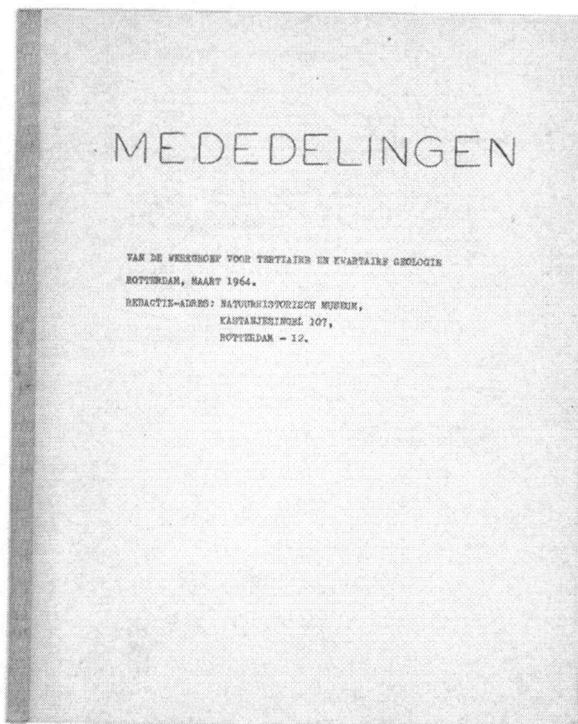 MEDEDELINGEN
VAN DE WERKGROEP VOOR TERTIAIRE EN KVARTAIRE GEOLOGIE
ROTTERDAM, MAART 1964.
REDACTIE-ADRES: NATUURHISTORISCH MUSEUM,
KASTANJESINGEL 107,
ROTTERDAM - 12.